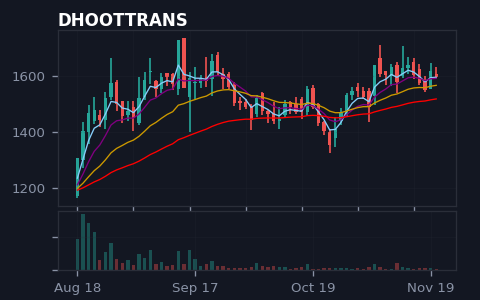 DHOOTTRANS
1600
1400
1200
Aug 18
Sep 17
Oct 19
Nov 19